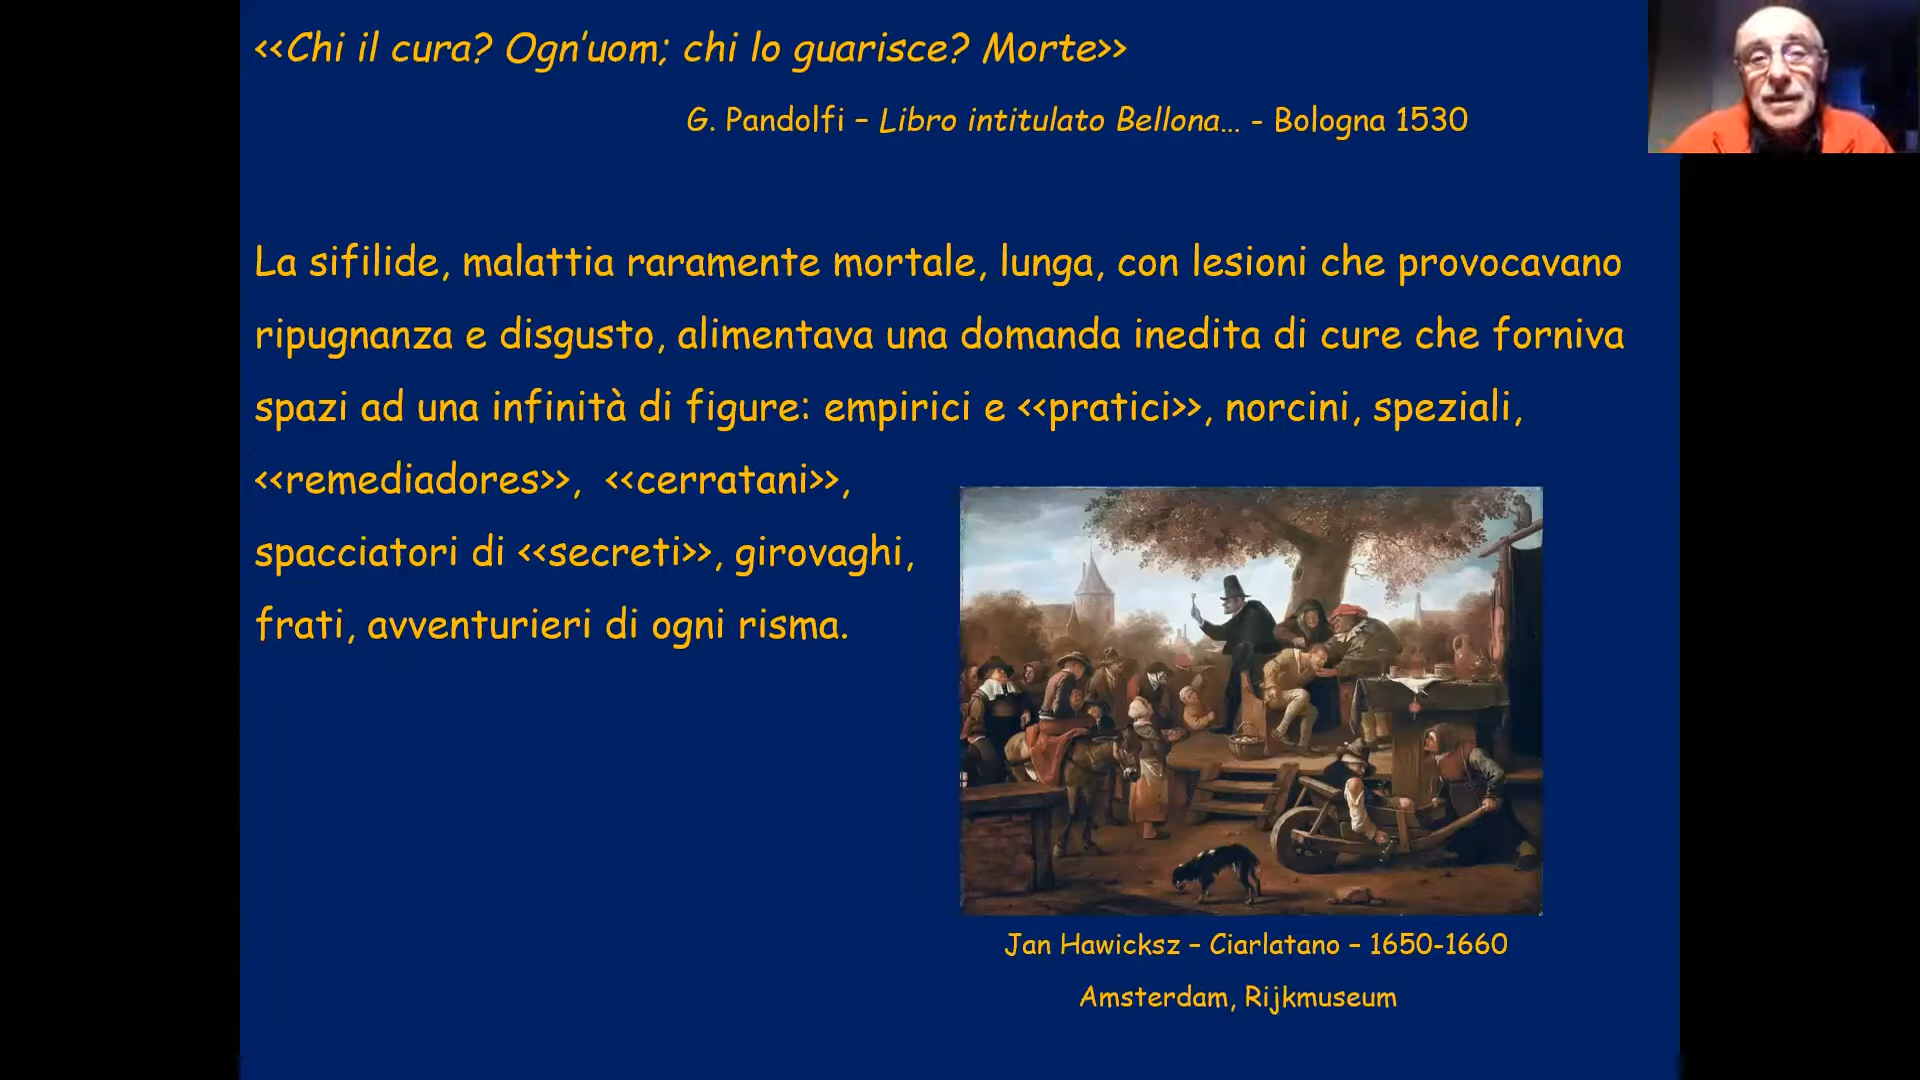 <<Chi il cura? Ogn'uom; chi lo guarisce? Morte>>
G. Pandolfi – Libro intitulato Bellona... - Bologna 1530
La sifilide, malattia raramente mortale, lunga, con lesioni che provocavano
ripugnanza e disgusto, alimentava una domanda inedita di cure che forniva
spazi ad una infinità di figure: empirici e <<pratici>>, norcini, speziali,
<<remediadores>>, <<cerratani>>,
spacciatori di <<secreti>>, girovaghi,
frati, avventurieri di ogni risma.
Jan Hawicksz – Ciarlatano – 1650-1660
Amsterdam, Rijkmuseum